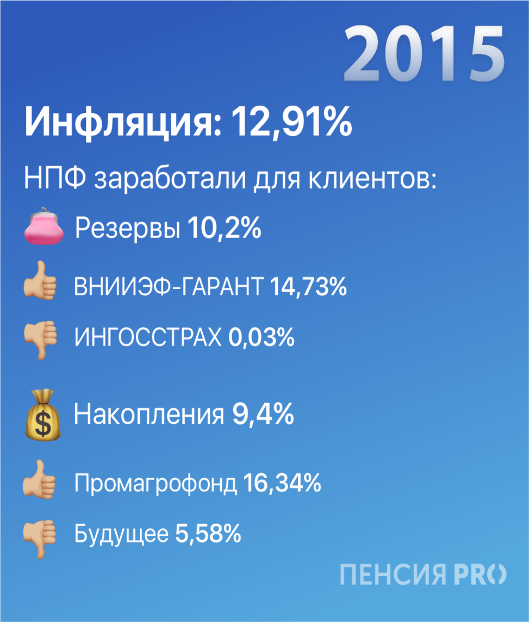 2015
Инфляция: 12,91%
НПФ заработали для клиентов:
Резервы 10,2%
ВНИИЭФ-ГАРАНТ 14,73%
ИНГОССТРАХ 0,03%
$ Накопления 9,4%
Промагрофонд 16,34%
Будущее 5,58%
ПЕНСИЯ PRO